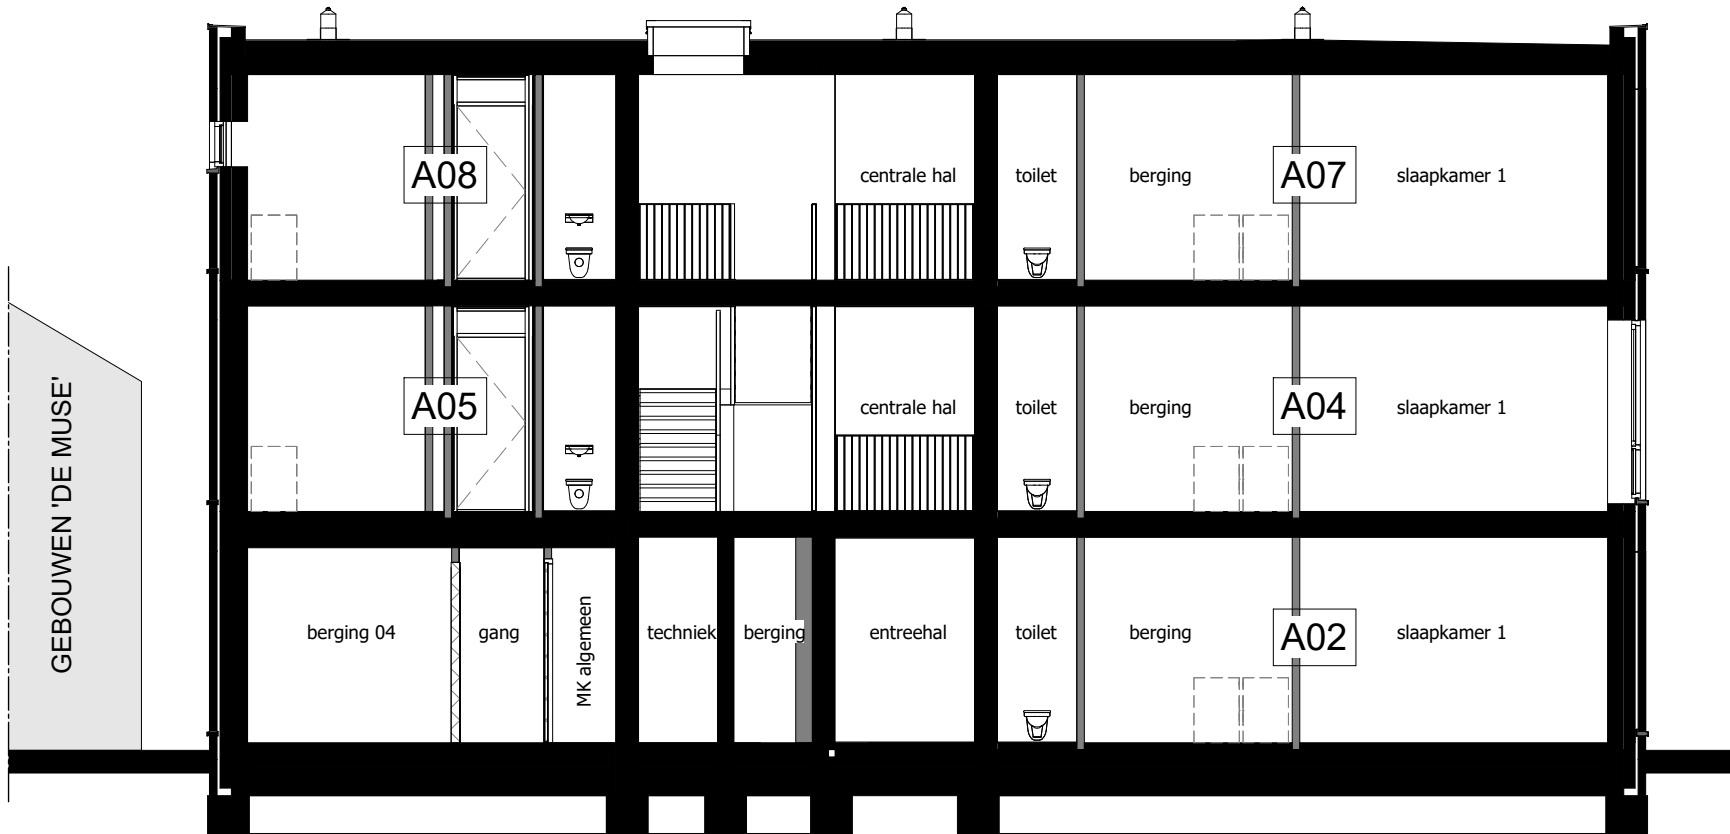 A08
centrale hal
toilet
berging
A07
slaapkamer 1
GEBOUWEN 'DE MUSE'
A05
centrale hal
toilet
berging
A04
slaapkamer 1
berging 04
gang
MK algemeen
techniek
berging
entreehal
toilet
berging
A02
slaapkamer 1